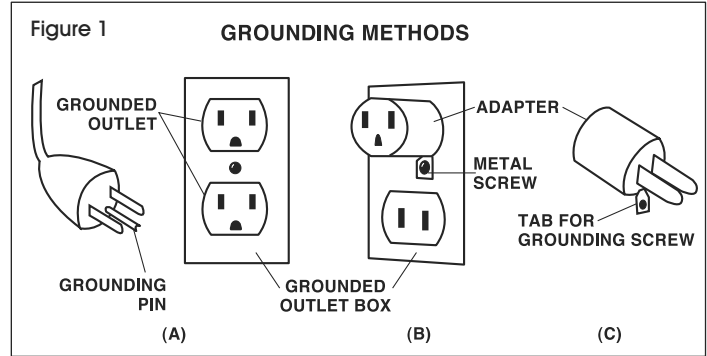 Figure 1
GROUNDING METHODS
GROUNDED
OUTLET
ADAPTER
METAL
SCREW
TAB FOR
GROUNDING SCREW
GROUNDING
PIN
GROUNDED
OUTLET BOX
(A)
(B)
(C)